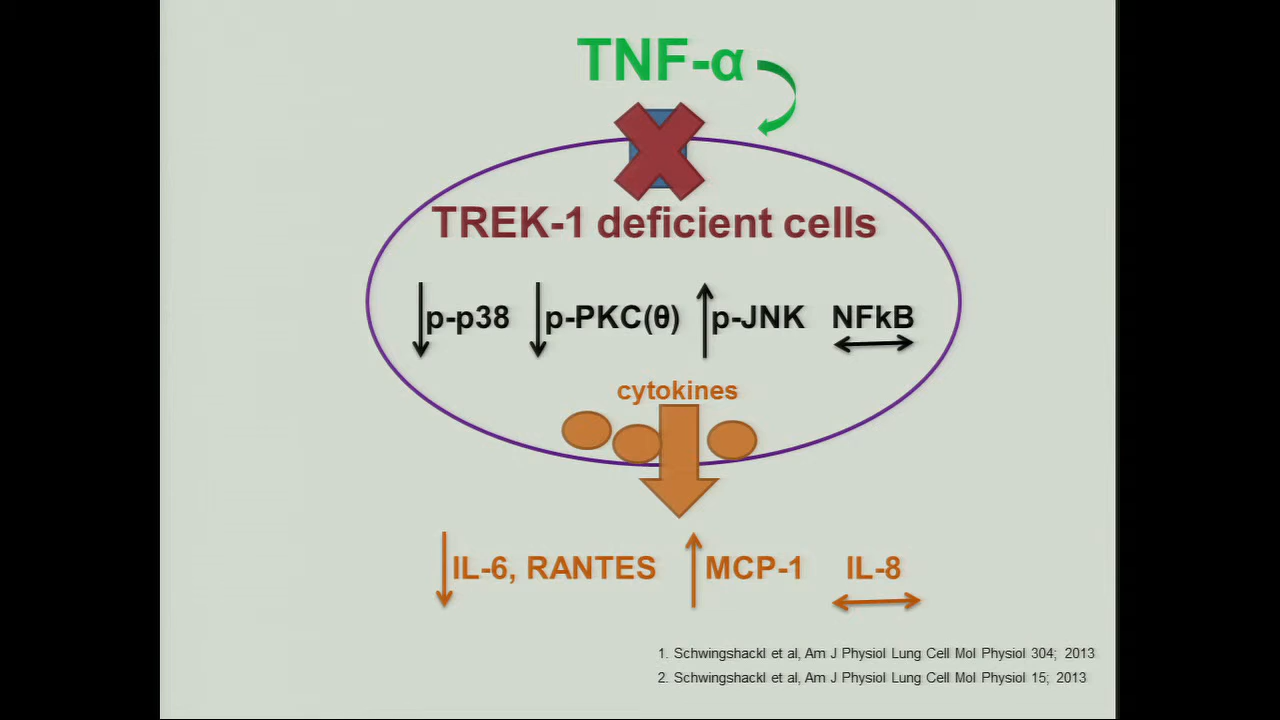 TNF-α
TREK-1 deficient cells
p-p38 p-PKC(θ) p-JNK NFkB
cytokines
IL-6, RANTES MCP-1 IL-8
1. Schwingshackl et al, Am J Physiol Lung Cell Mol Physiol 304; 2013
2. Schwingshackl et al, Am J Physiol Lung Cell Mol Physiol 15; 2013